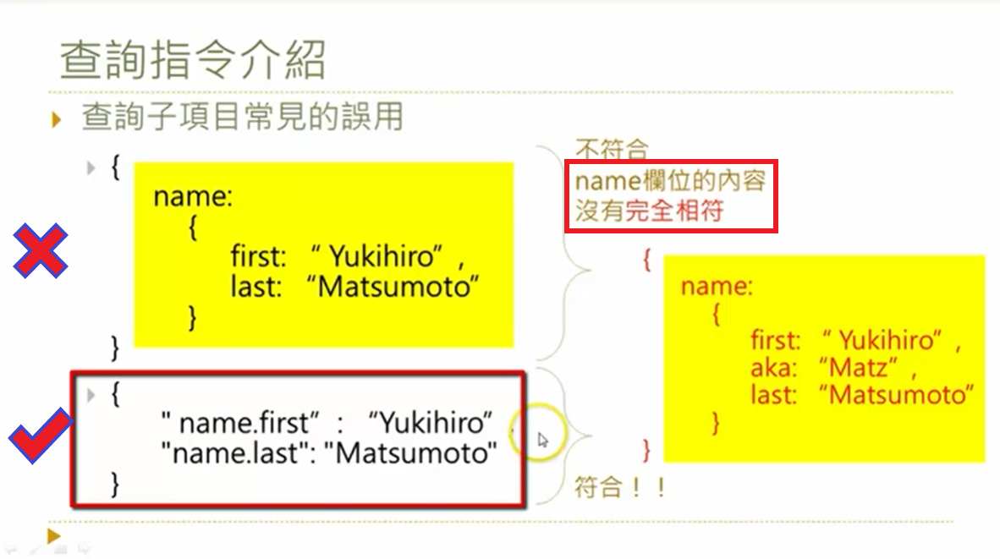 查詢指令介紹
查詢子項目常見的誤用
{
name:
{
first: “ Yukihiro” ,
last: “Matsumoto”
}
}
不符合
name欄位的內容
沒有完全相符
{
name:
{
first: “ Yukihiro” ,
aka: “Matz” ,
last: “Matsumoto”
}
}
{
" name.first” : “Yukihiro” ,
"name.last": "Matsumoto"
}
符合！！